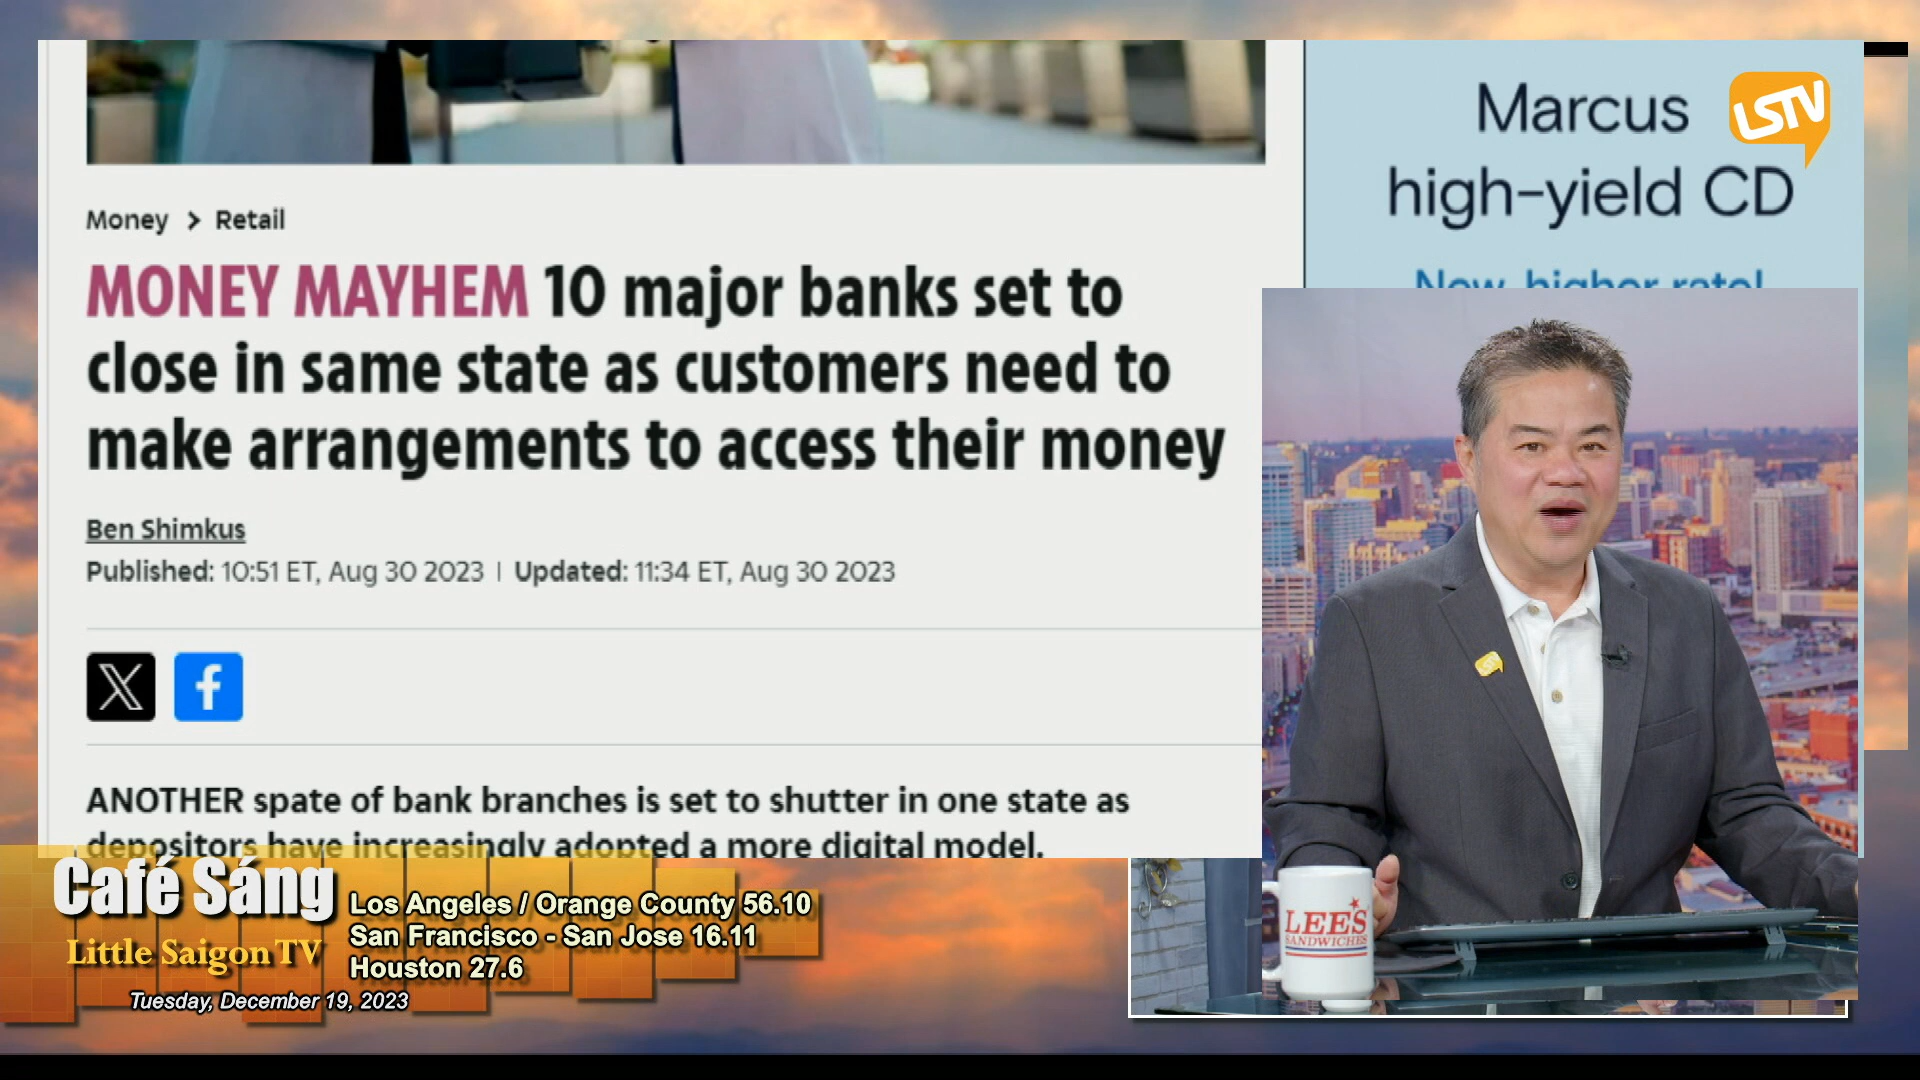 Marcus
high-yield CD
New, higher rate!
LSTV
Money > Retail
MONEY MAYHEM 10 major banks set to
close in same state as customers need to
make arrangements to access their money
Ben Shimkus
Published: 10:51 ET, Aug 30 2023 | Updated: 11:34 ET, Aug 30 2023
X f
ANOTHER spate of bank branches is set to shutter in one state as
depositors have increasingly adopted a more digital model.
LEE'S
SANDWICHES
Café Sáng
Little Saigon TV
Los Angeles / Orange County 56.10
San Francisco - San Jose 16.11
Houston 27.6
Tuesday, December 19, 2023